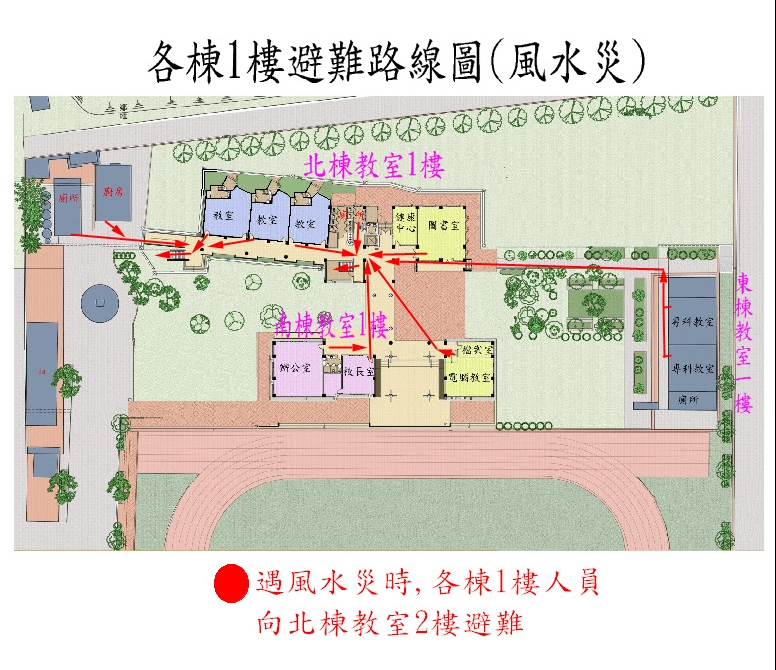 各棟1樓避難路線圖(風水災)
北棟教室1樓
廁所
廚房
教室
教室
教室
健康
中心
圖書室
南棟教室1樓
辦公室
校長室
檔案室
電腦教室
專科教室
專科教室
廁所
東棟教室一樓
遇風水災時,各棟1樓人員
向北棟教室2樓避難